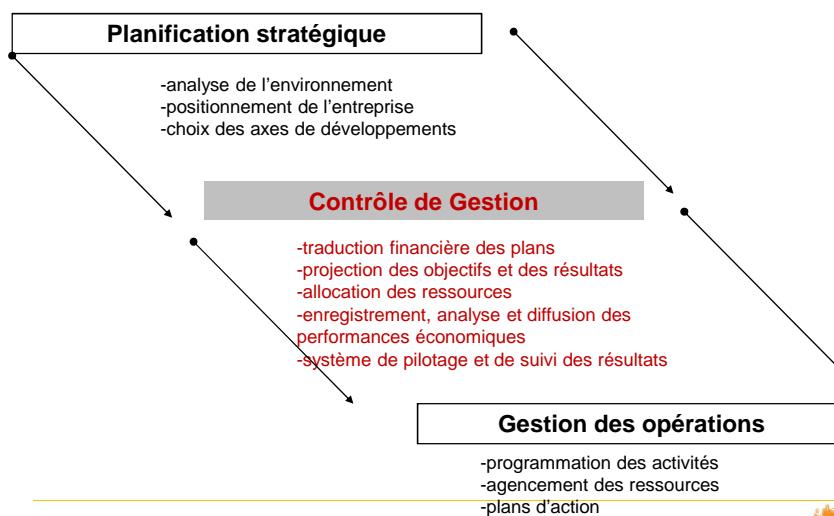 Planification stratégique
-analyse de l'environnement
-positionnement de l'entreprise
-choix des axes de développements
Contrôle de Gestion
-traduction financière des plans
-projection des objectifs et des résultats
-allocation des ressources
-enregistrement, analyse et diffusion des
performances économiques
-système de pilotage et de suivi des résultats
Gestion des opérations
-programmation des activités
-agencement des ressources
-plans d'action